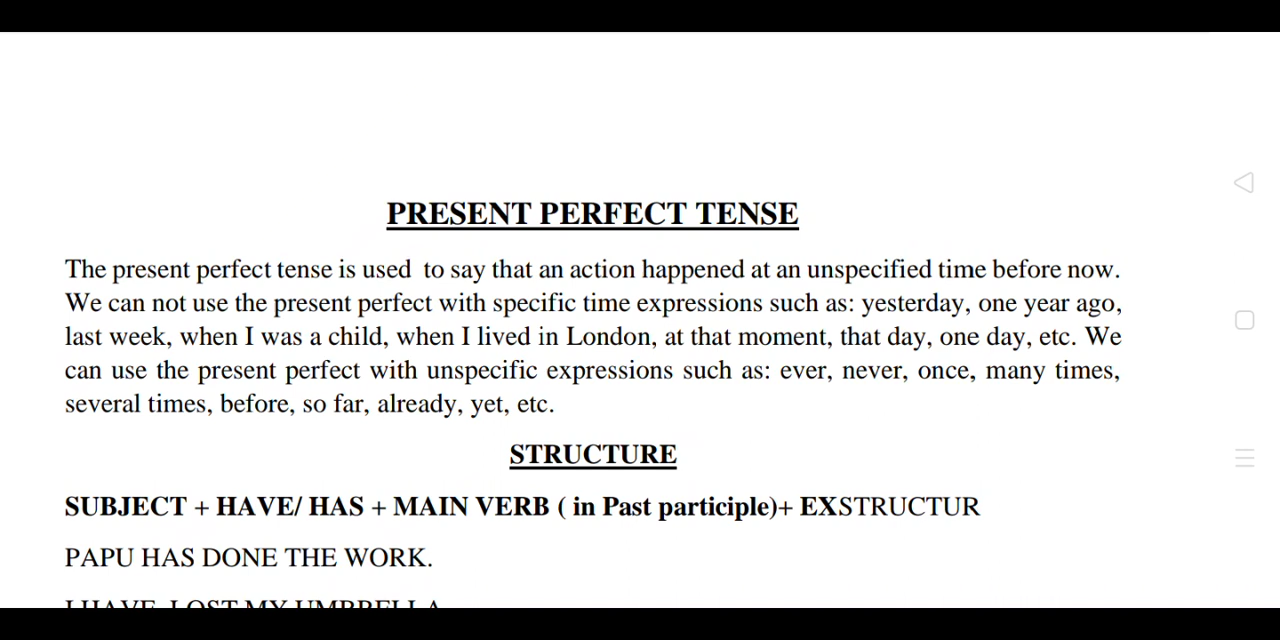 PRESENT PERFECT TENSE
The present perfect tense is used  to say that an action happened at an unspecified time before now.
We can not use the present perfect with specific time expressions such as: yesterday, one year ago,
last week, when I was a child, when I lived in London, at that moment, that day, one day, etc. We
can use the present perfect with unspecific expressions such as: ever, never, once, many times,
several times, before, so far, already, yet, etc.
STRUCTURE
SUBJECT + HAVE/ HAS + MAIN VERB ( in Past participle)+ EXSTRUCTUR
PAPU HAS DONE THE WORK.
I HAVE  LOST MY UMBRELLA